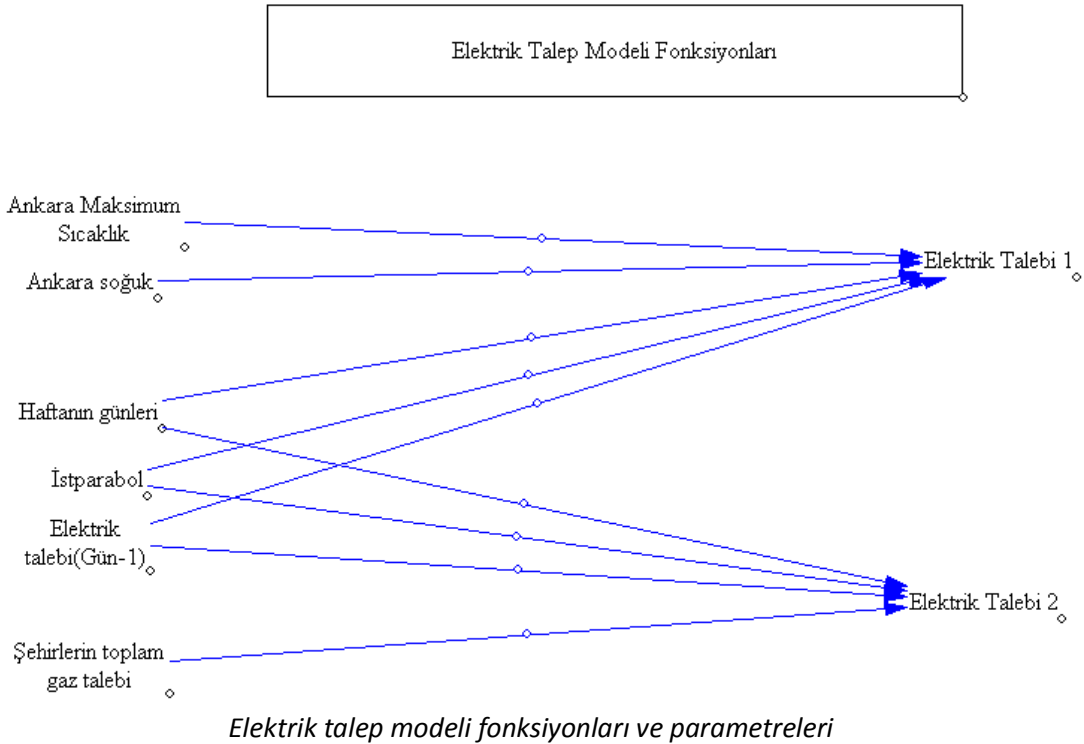 Elektrik Talep Modeli Fonksiyonları
Ankara Maksimum
Sıcaklık
Ankara soğuk
Elektrik Talebi 1
Haftanın günleri
İstparabol
Elektrik
talebi(Gün-1)
Elektrik Talebi 2
Şehirlerin toplam
gaz talebi
Elektrik talep modeli fonksiyonları ve parametreleri